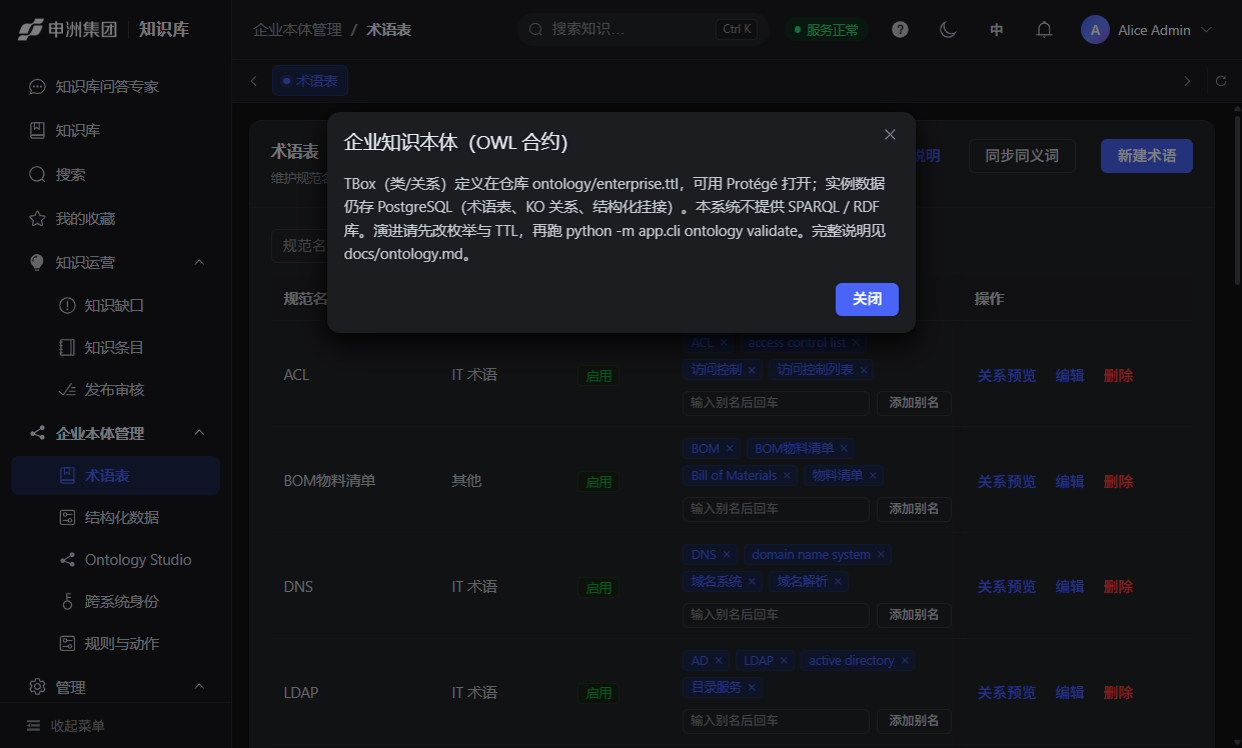 申洲集团 知识库
企业本体管理 / 术语表
搜索知识... Ctrl K
服务正常
?
中
A Alice Admin
知识库问答专家
知识库
搜索
我的收藏
知识运营
知识缺口
知识条目
发布审核
企业本体管理
术语表
结构化数据
Ontology Studio
跨系统身份
规则与动作
管理
收起菜单
术语表
术语表
维护规范名
说明
同步同义词
新建术语
企业知识本体（OWL 合约）
TBox（类/关系）定义在仓库 ontology/enterprise.ttl，可用 Protégé 打开；实例数据
仍存 PostgreSQL（术语表、KO 关系、结构化挂接）。本系统不提供 SPARQL / RDF
库。演进请先改枚举与 TTL，再跑 python -m app.cli ontology validate。完整说明见
docs/ontology.md。
关闭
规范名
规范名
操作
ACL × access control list ×
ACL IT 术语 启用 访问控制 × 访问控制列表 × 关系预览 编辑 删除
输入别名后回车 添加别名
BOM × BOM物料清单 ×
BOM物料清单 其他 启用 Bill of Materials × 物料清单 × 关系预览 编辑 删除
输入别名后回车 添加别名
DNS × domain name system ×
DNS IT 术语 启用 域名系统 × 域名解析 × 关系预览 编辑 删除
输入别名后回车 添加别名
AD × LDAP × active directory ×
LDAP IT 术语 启用 目录服务 × 关系预览 编辑 删除
输入别名后回车 添加别名